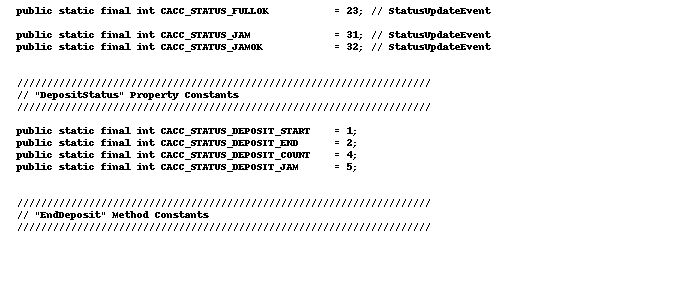 public static final int CACC_STATUS_FULLOK           = 23; // StatusUpdateEvent
public static final int CACC_STATUS_JAM              = 31; // StatusUpdateEvent
public static final int CACC_STATUS_JAMOK            = 32; // StatusUpdateEvent
/////////////////////////////////////////////////////////////////////
// "DepositStatus" Property Constants
/////////////////////////////////////////////////////////////////////
public static final int CACC_STATUS_DEPOSIT_START    = 1;
public static final int CACC_STATUS_DEPOSIT_END      = 2;
public static final int CACC_STATUS_DEPOSIT_COUNT    = 4;
public static final int CACC_STATUS_DEPOSIT_JAM      = 5;
/////////////////////////////////////////////////////////////////////
// "EndDeposit" Method Constants
/////////////////////////////////////////////////////////////////////